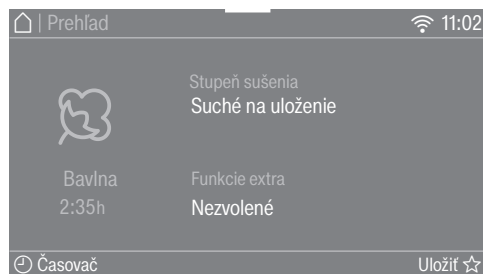 | Prehľad 11:02
Stupeň sušenia
Suché na uloženie
Bavlna
2:35h
Funkcie extra
Nezvolené
Časovač Uložiť